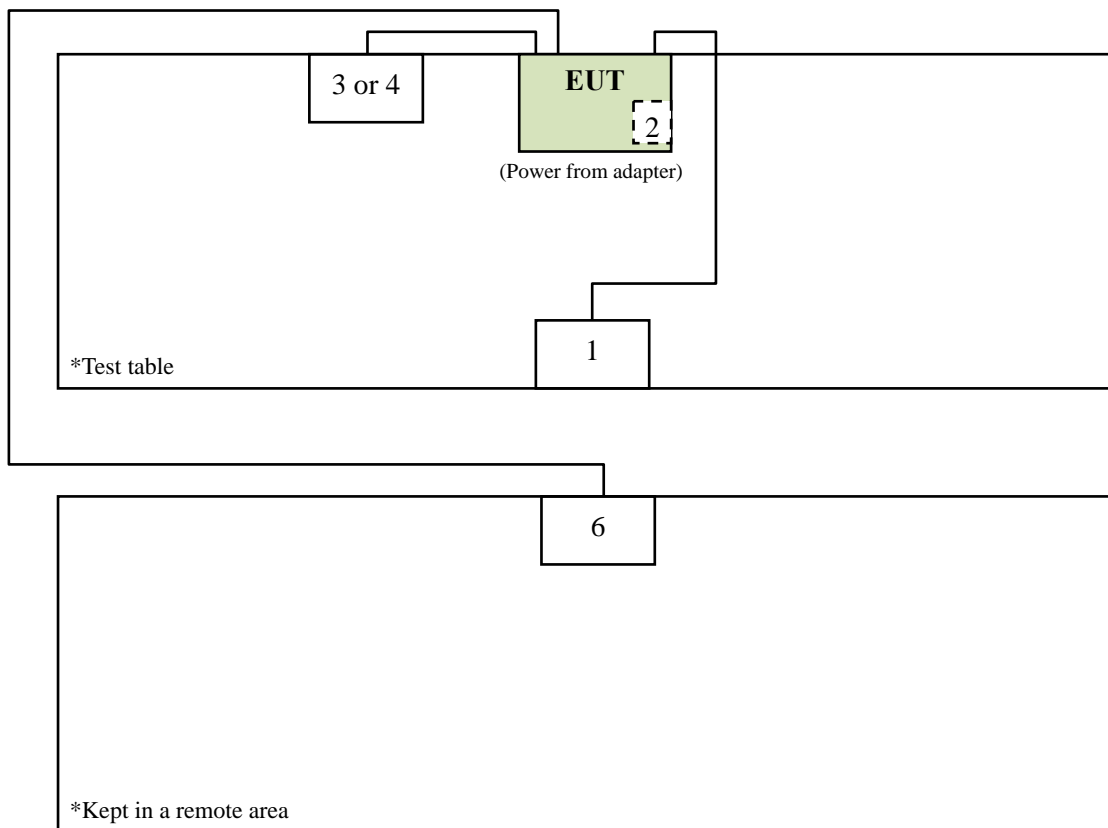 3 or 4
EUT
2
(Power from adapter)
1
*Test table
6
*Kept in a remote area